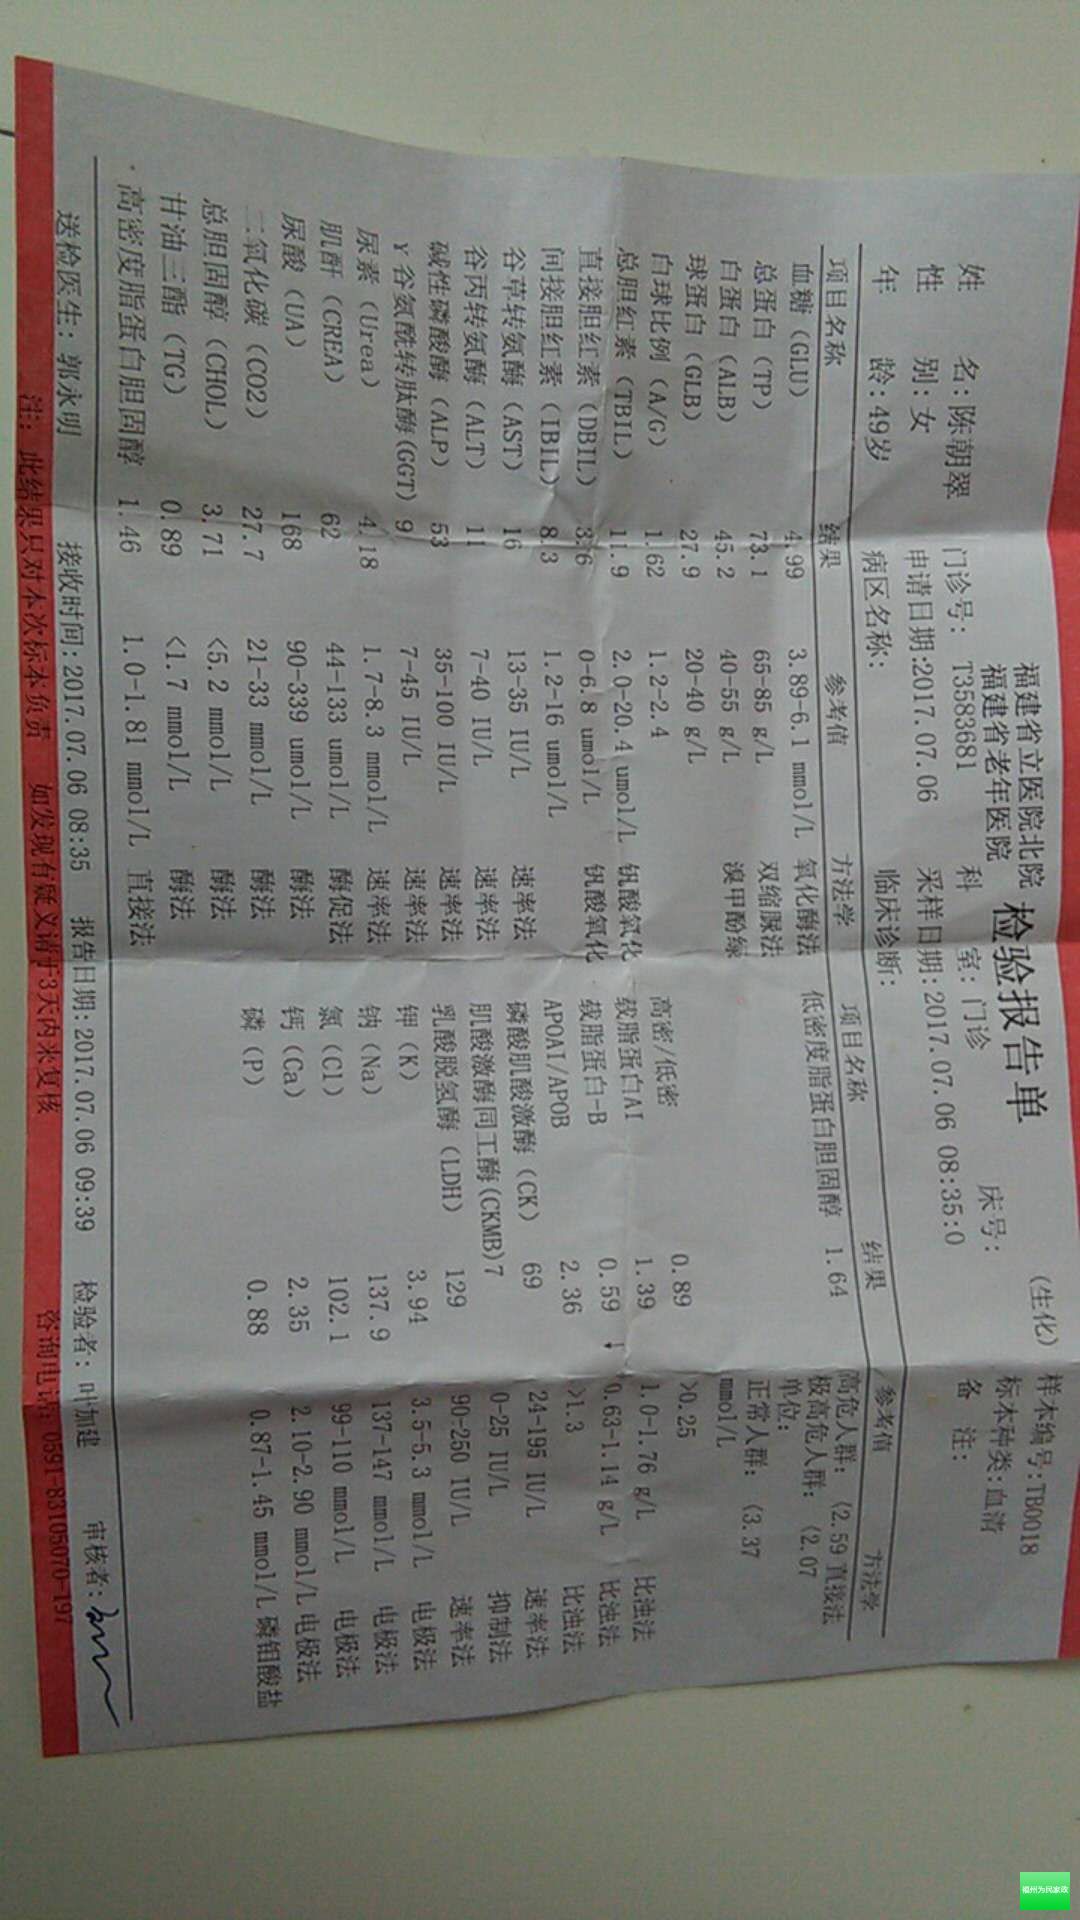 福建省立医院北院
福建省老年医院 检验报告单 (生化) 样本编号:TB0018
姓 名:陈朝翠 门诊号: T3583681 科 室:门诊 床号: 标本种类:血清
性 别:女 申请日期:2017.07.06 采样日期:2017.07.06 08:35:0 备 注:
年 龄:49岁 病区名称: 临床诊断:
项目名称 结果 参考值 方法学 项目名称 结果 参考值 方法学
血糖(GLU) 4.99 3.89-6.1 mmol/L 氧化酶法 低密度脂蛋白胆固醇 1.64 高危人群:〈2.59 直接法
总蛋白(TP) 73.1 65-85 g/L 双缩脲法 极高危人群:〈2.07
白蛋白(ALB) 45.2 40-55 g/L 溴甲酚绿 单位:
球蛋白(GLB) 27.9 20-40 g/L 正常人群:〈3.37
白球比例(A/G) 1.62 1.2-2.4 mmol/L
总胆红素(TBIL) 11.9 2.0-20.4 umol/L 钒酸氧化 高密/低密 0.89 >0.25
直接胆红素(DBIL) 3.6 0-6.8 umol/L 钒酸氧化 载脂蛋白AI 1.39 1.0-1.76 g/L 比浊法
间接胆红素(IBIL) 8.3 1.2-16 umol/L 载脂蛋白-B 0.59 ↓ 0.63-1.14 g/L 比浊法
谷草转氨酶(AST) 16 13-35 IU/L 速率法 APOAI/APOB 2.36 >1.3 比浊法
谷丙转氨酶(ALT) 11 7-40 IU/L 速率法 磷酸肌酸激酶(CK) 69 24-195 IU/L 速率法
碱性磷酸酶(ALP) 53 35-100 IU/L 速率法 肌酸激酶同工酶(CKMB)7 0-25 IU/L 抑制法
γ谷氨酰转肽酶(GGT) 9 7-45 IU/L 速率法 乳酸脱氢酶(LDH) 129 90-250 IU/L 速率法
尿素(Urea) 4.18 1.7-8.3 mmol/L 速率法 钾(K) 3.94 3.5-5.3 mmol/L 电极法
肌酐(CREA) 62 44-133 umol/L 酶促法 钠(Na) 137.9 137-147 mmol/L 电极法
尿酸(UA) 168 90-339 umol/L 酶法 氯(Cl) 102.1 99-110 mmol/L 电极法
二氧化碳(CO2) 27.7 21-33 mmol/L 酶法 钙(Ca) 2.35 2.10-2.90 mmol/L 电极法
总胆固醇(CHOL) 3.71 <5.2 mmol/L 酶法 磷(P) 0.88 0.87-1.45 mmol/L 磷钼酸盐
甘油三酯(TG) 0.89 <1.7 mmol/L 酶法
高密度脂蛋白胆固醇 1.46 1.0-1.81 mmol/L 直接法
送检医生:郭永明 接收时间:2017.07.06 08:35 报告日期:2017.07.06 09:39 检验者:叶加建 审核者:
注:此结果只对本次标本负责 如发现有疑义请于3天内来复核 咨询电话:0591-83105070-197
福州为民家政